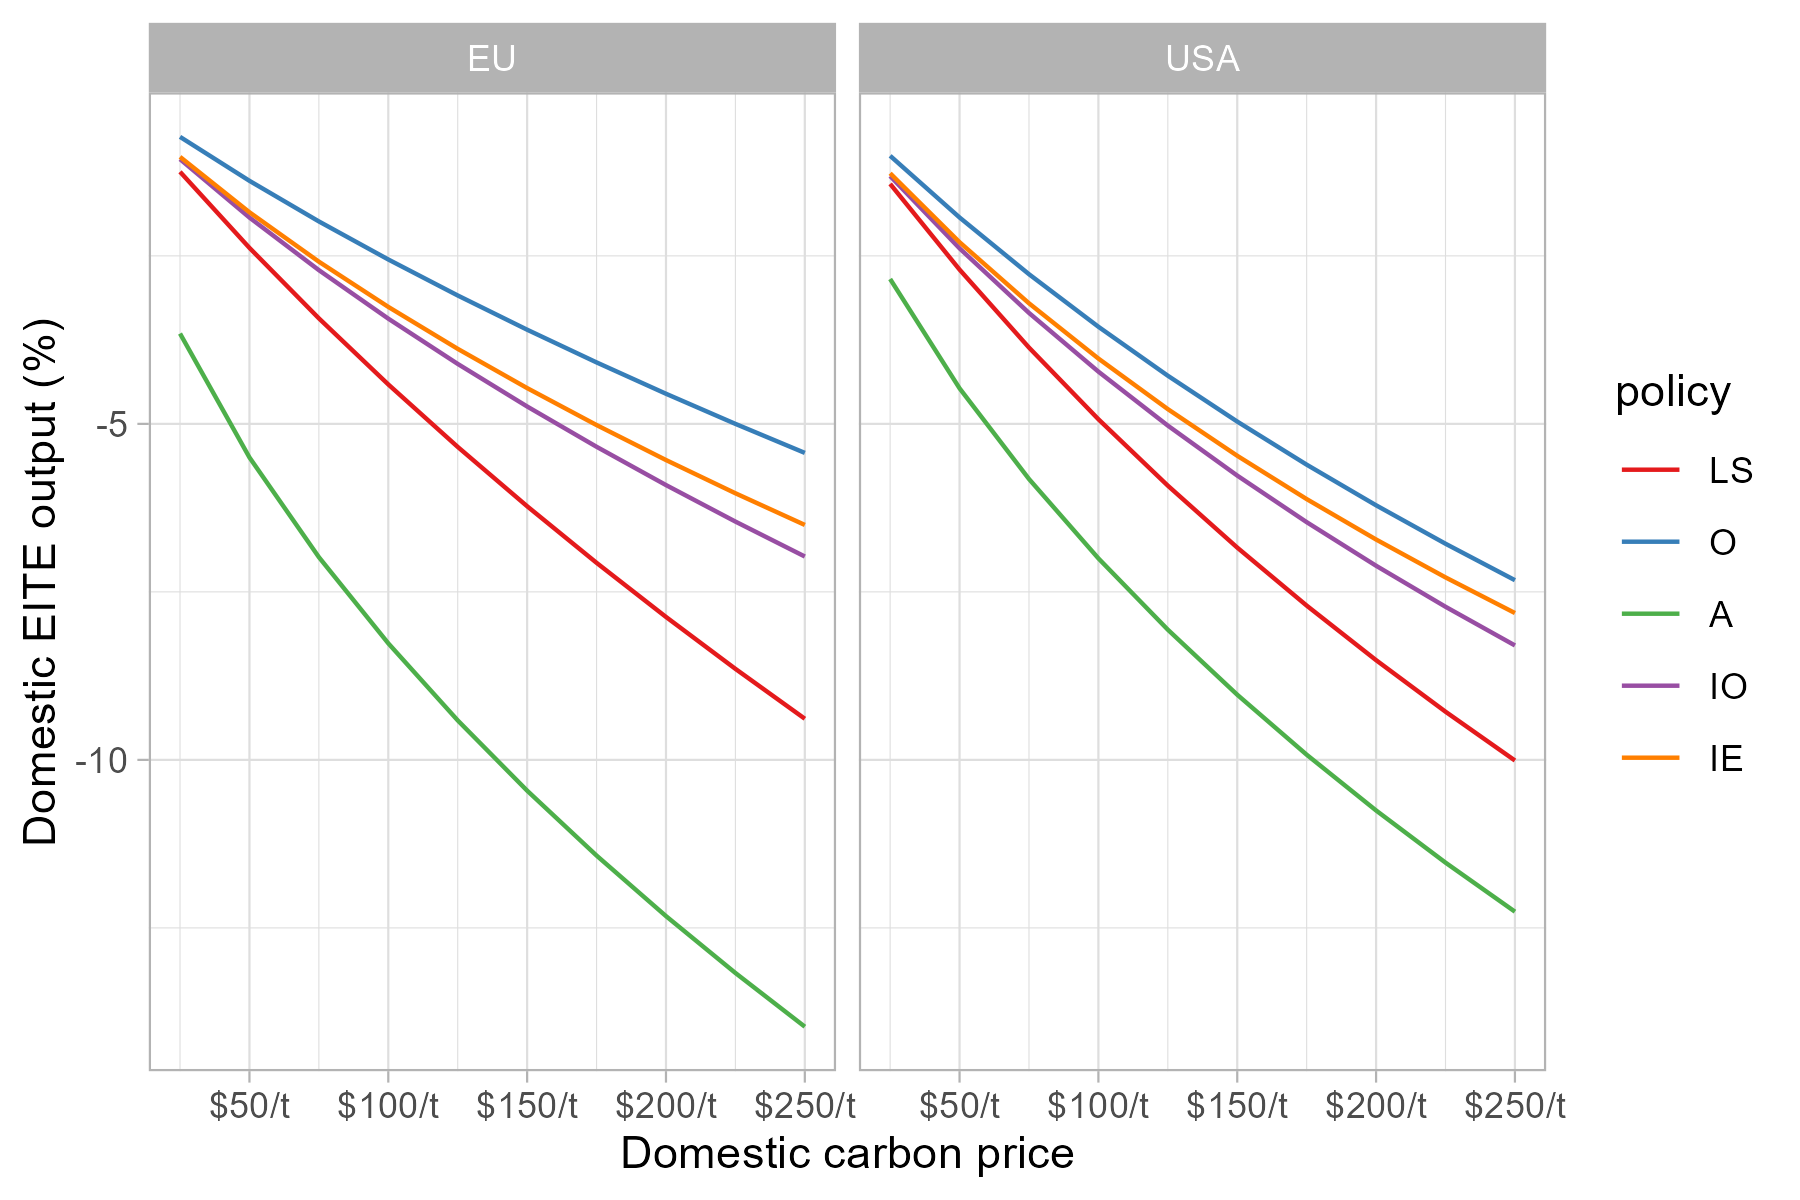 EU
USA
Domestic EITE output (%)
-5
-10
$50/t $100/t $150/t $200/t $250/t
$50/t $100/t $150/t $200/t $250/t
Domestic carbon price
policy
LS
O
A
IO
IE